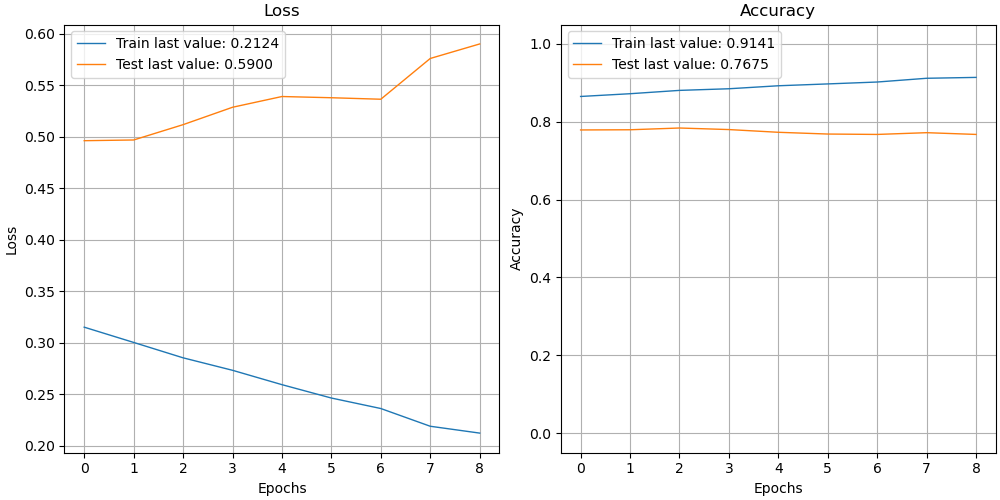 Loss
Train last value: 0.2124
Test last value: 0.5900
0.60
0.55
0.50
0.45
0.40
0.35
0.30
0.25
0.20
0 1 2 3 4 5 6 7 8
Epochs
Loss
Accuracy
Train last value: 0.9141
Test last value: 0.7675
1.0
0.8
0.6
0.4
0.2
0.0
0 1 2 3 4 5 6 7 8
Epochs
Accuracy